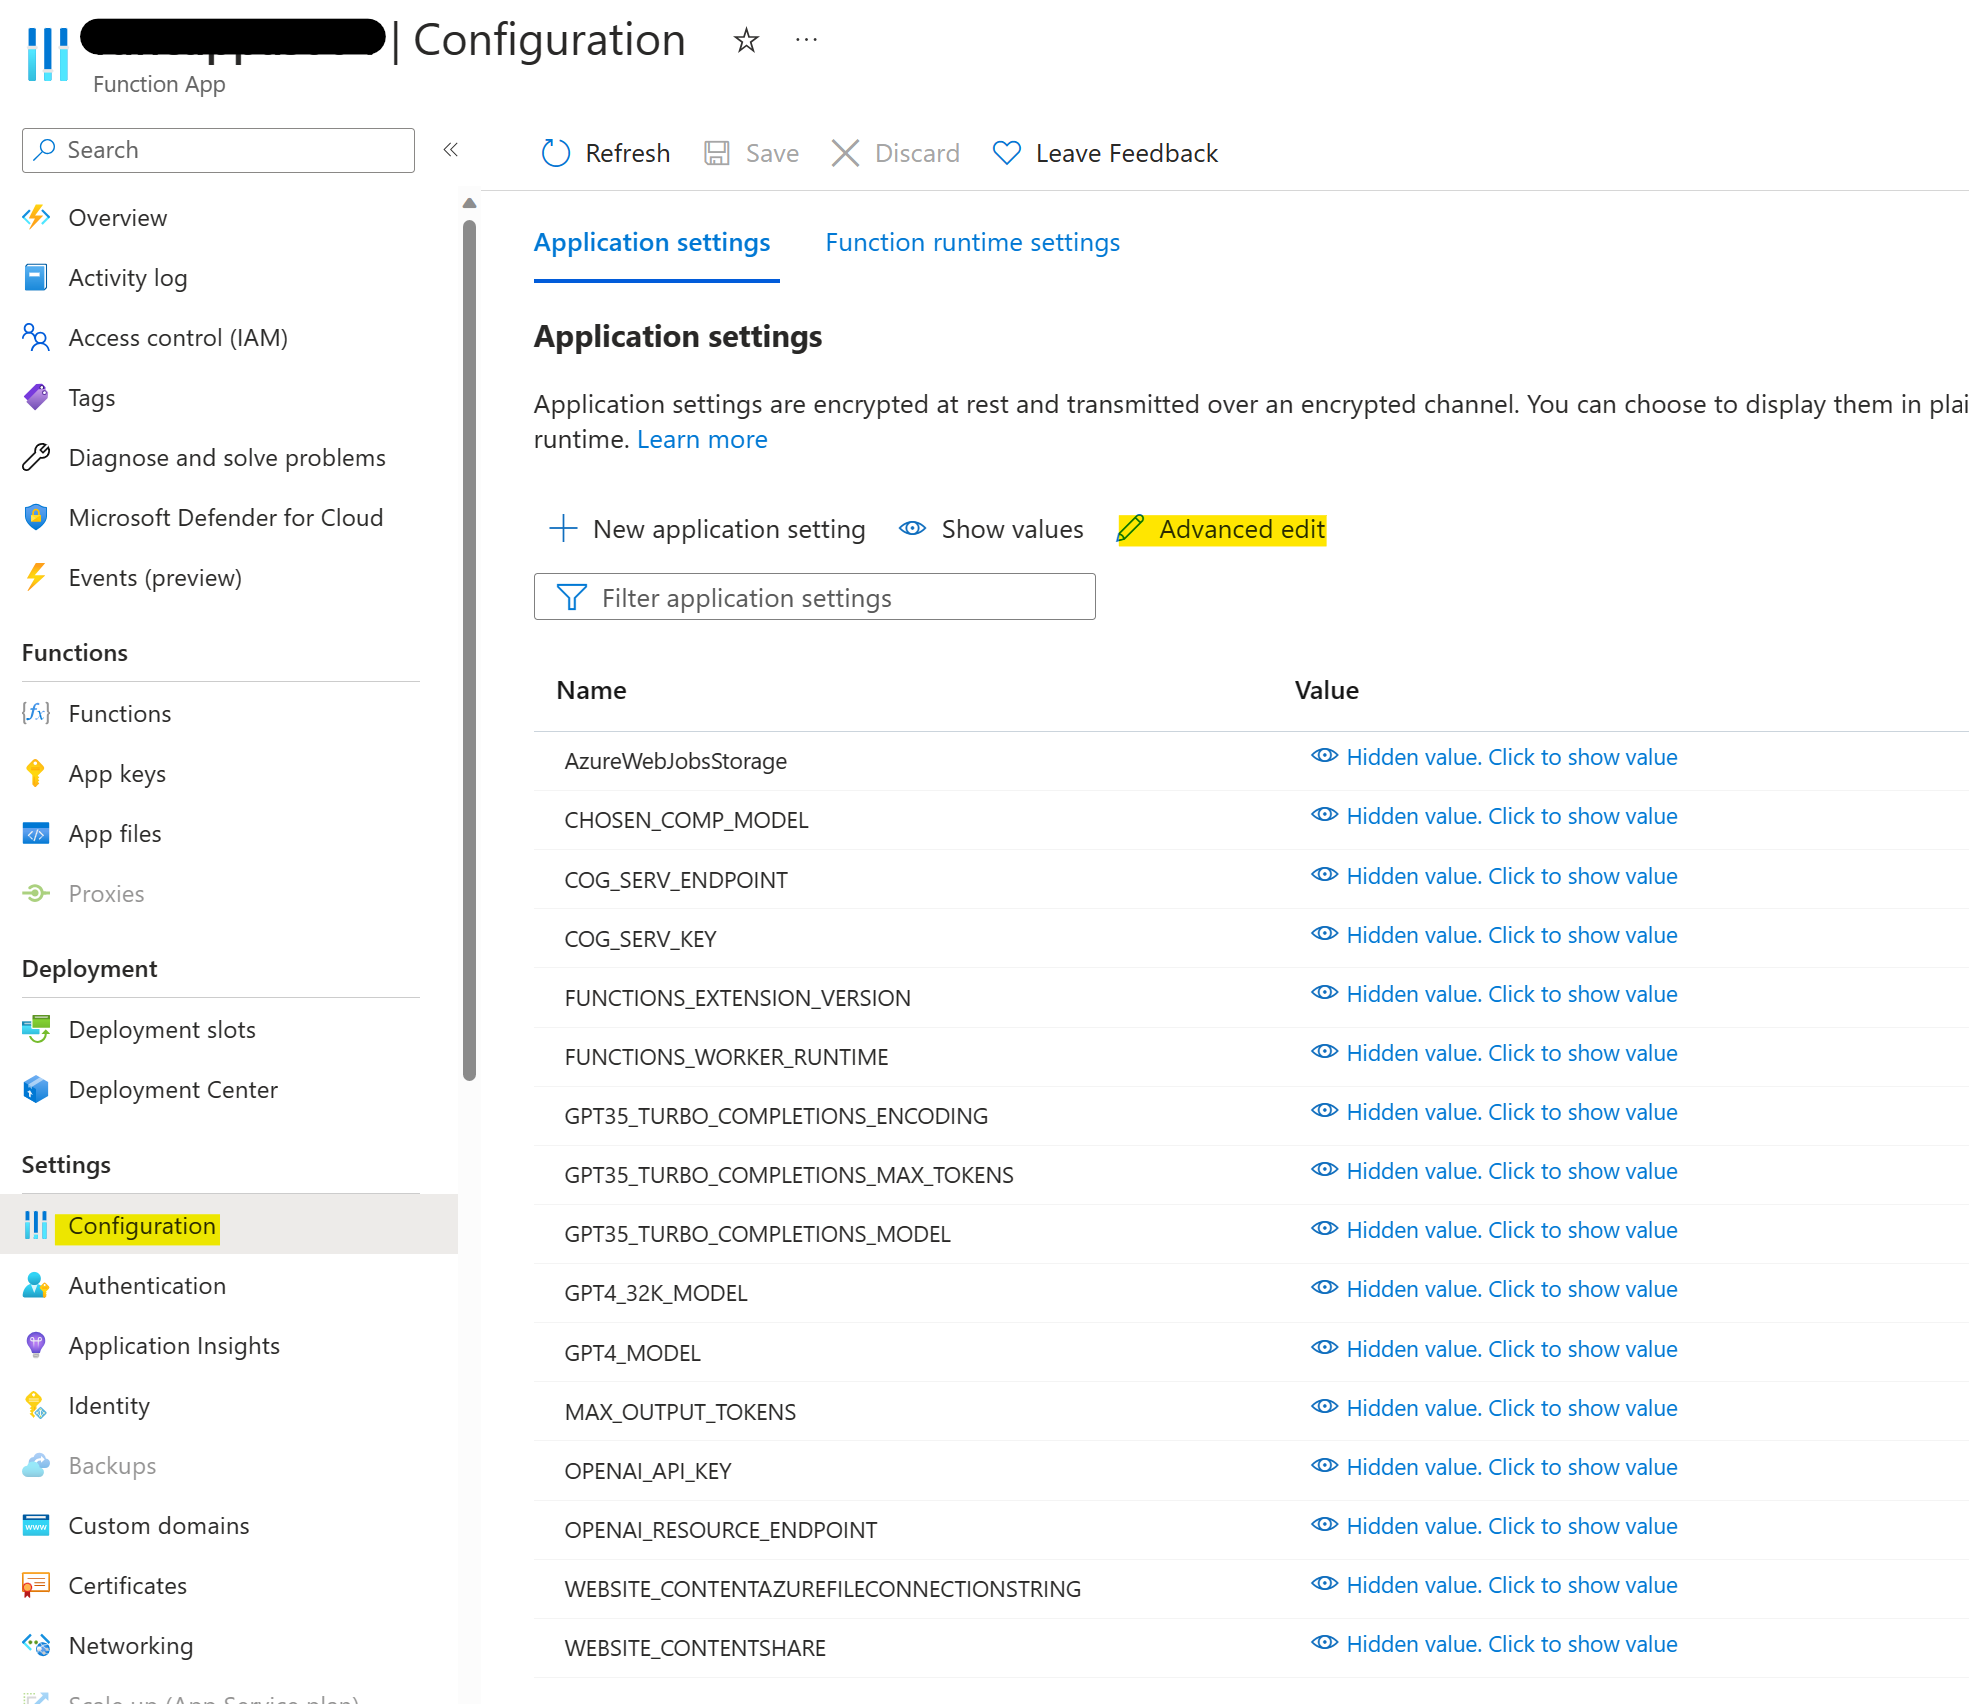 | Configuration
Function App
Search
Refresh
Save
Discard
Leave Feedback
Overview
Activity log
Access control (IAM)
Tags
Diagnose and solve problems
Microsoft Defender for Cloud
Events (preview)
Functions
Functions
App keys
App files
Proxies
Deployment
Deployment slots
Deployment Center
Settings
Configuration
Authentication
Application Insights
Identity
Backups
Custom domains
Certificates
Networking
Scale up (App Service plan)
Application settings
Function runtime settings
Application settings
Application settings are encrypted at rest and transmitted over an encrypted channel. You can choose to display them in plai
runtime. Learn more
New application setting
Show values
Advanced edit
Filter application settings
Name Value
AzureWebJobsStorage Hidden value. Click to show value
CHOSEN_COMP_MODEL Hidden value. Click to show value
COG_SERV_ENDPOINT Hidden value. Click to show value
COG_SERV_KEY Hidden value. Click to show value
FUNCTIONS_EXTENSION_VERSION Hidden value. Click to show value
FUNCTIONS_WORKER_RUNTIME Hidden value. Click to show value
GPT35_TURBO_COMPLETIONS_ENCODING Hidden value. Click to show value
GPT35_TURBO_COMPLETIONS_MAX_TOKENS Hidden value. Click to show value
GPT35_TURBO_COMPLETIONS_MODEL Hidden value. Click to show value
GPT4_32K_MODEL Hidden value. Click to show value
GPT4_MODEL Hidden value. Click to show value
MAX_OUTPUT_TOKENS Hidden value. Click to show value
OPENAI_API_KEY Hidden value. Click to show value
OPENAI_RESOURCE_ENDPOINT Hidden value. Click to show value
WEBSITE_CONTENTAZUREFILECONNECTIONSTRING Hidden value. Click to show value
WEBSITE_CONTENTSHARE Hidden value. Click to show value